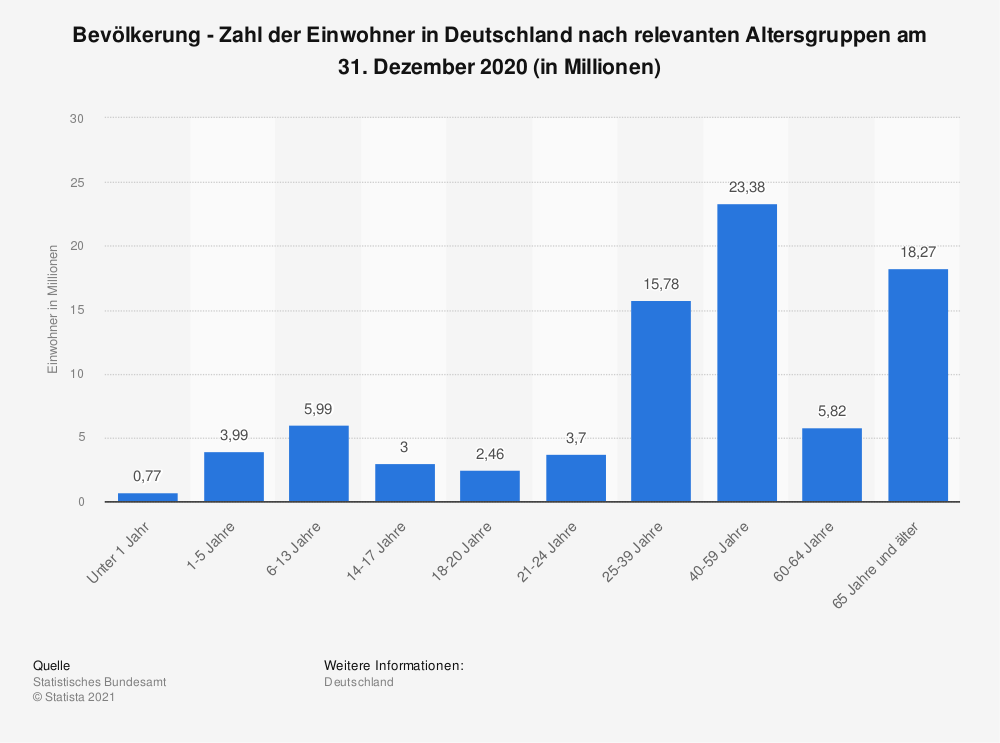 Bevölkerung - Zahl der Einwohner in Deutschland nach relevanten Altersgruppen am
31. Dezember 2020 (in Millionen)
Einwohner in Millionen
30
25
20
15
10
5
0
0,77
3,99
5,99
3
2,46
3,7
15,78
23,38
5,82
18,27
Unter 1 Jahr
1-5 Jahre
6-13 Jahre
14-17 Jahre
18-20 Jahre
21-24 Jahre
25-39 Jahre
40-59 Jahre
60-64 Jahre
65 Jahre und älter
Quelle
Statistisches Bundesamt
© Statista 2021
Weitere Informationen:
Deutschland